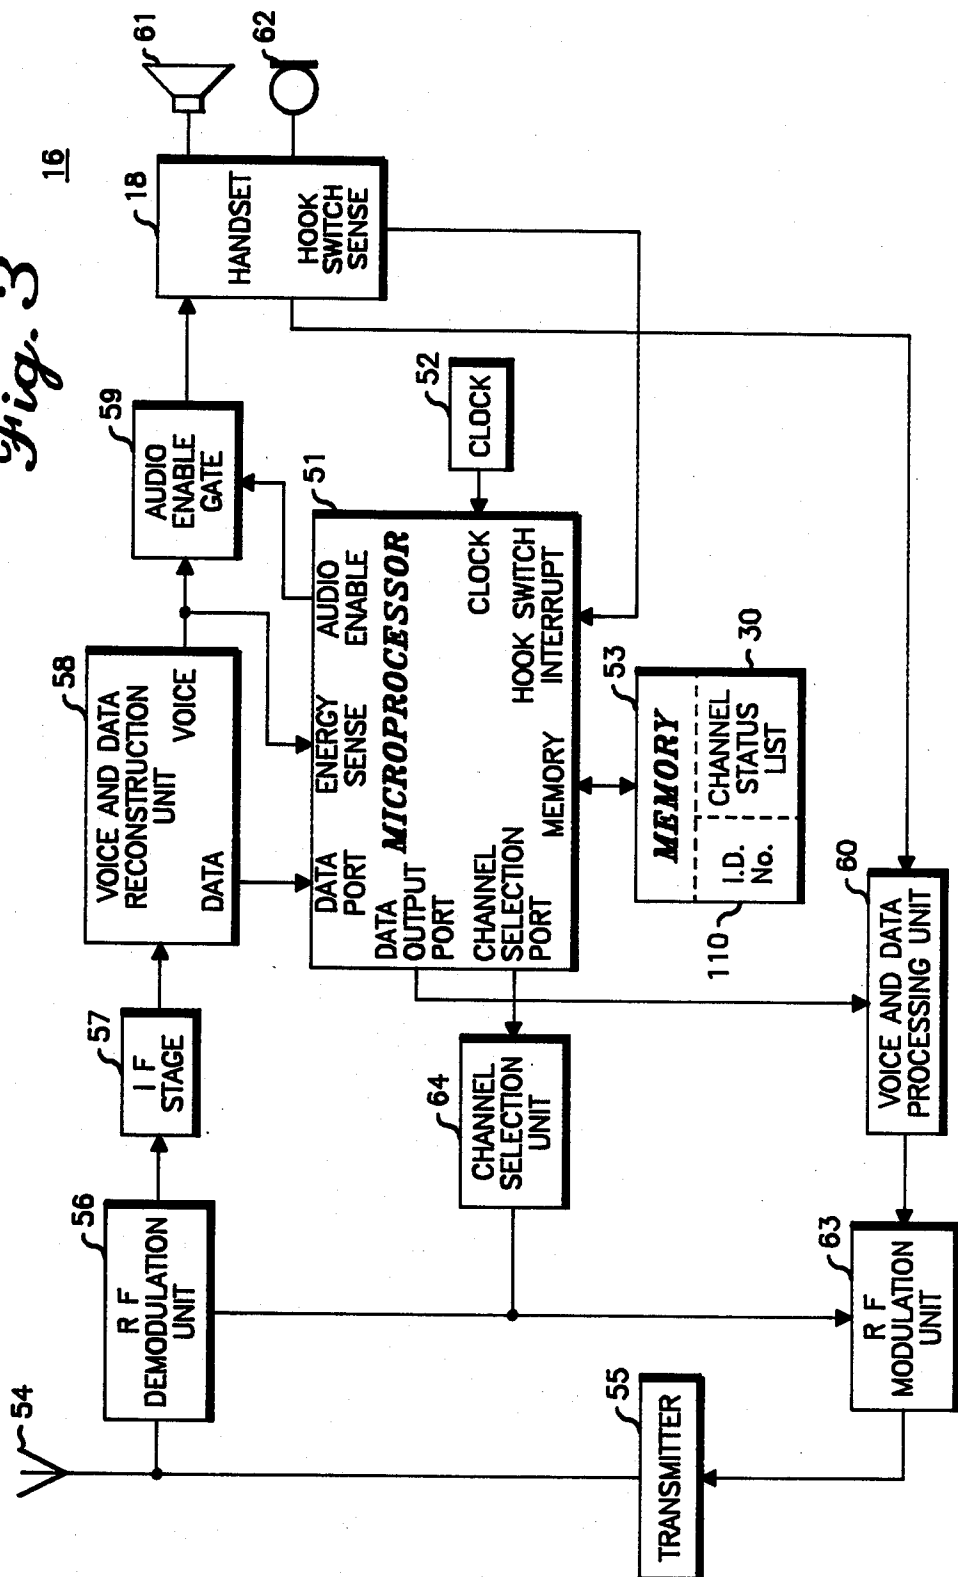 Fig. 3
16
54
R F
DEMODULATION
UNIT
56
I F
STAGE
57
VOICE AND DATA
RECONSTRUCTION
UNIT
VOICE
DATA
58
AUDIO
ENABLE
GATE
59
HANDSET
HOOK
SWITCH
SENSE
18
61
62
DATA
PORT
ENERGY
SENSE
AUDIO
ENABLE
MICROPROCESSOR
DATA
OUTPUT
PORT
CHANNEL
SELECTION
PORT
CLOCK
MEMORY
HOOK SWITCH
INTERRUPT
51
CLOCK
52
CHANNEL
SELECTION
UNIT
64
MEMORY
I.D.
No.
CHANNEL
STATUS
LIST
53
30
110
TRANSMITTER
55
R F
MODULATION
UNIT
63
VOICE AND DATA
PROCESSING UNIT
60